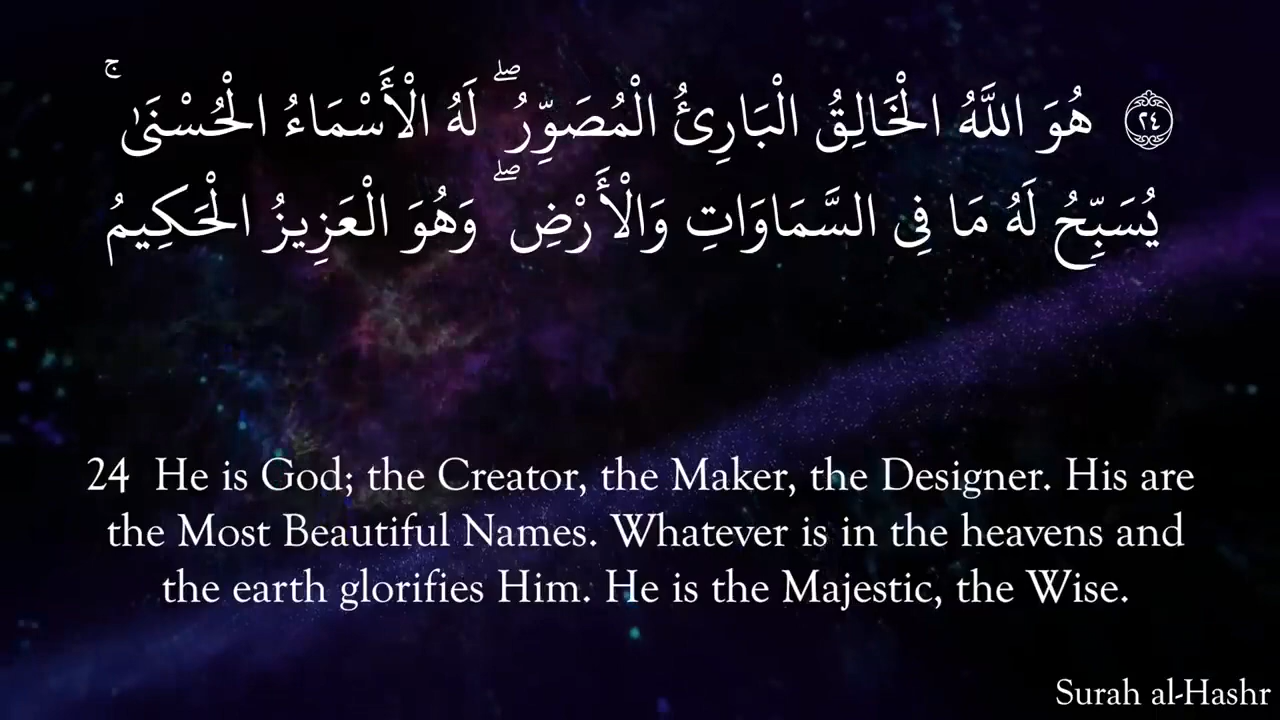 ٢٤ هُوَ اللَّهُ الْخَالِقُ الْبَارِئُ الْمُصَوِّرُ ۖ لَهُ الْأَسْمَاءُ الْحُسْنَىٰ ۚ
يُسَبِّحُ لَهُ مَا فِي السَّمَاوَاتِ وَالْأَرْضِ ۖ وَهُوَ الْعَزِيزُ الْحَكِيمُ
24 He is God; the Creator, the Maker, the Designer. His are
the Most Beautiful Names. Whatever is in the heavens and
the earth glorifies Him. He is the Majestic, the Wise.
Surah al-Hashr